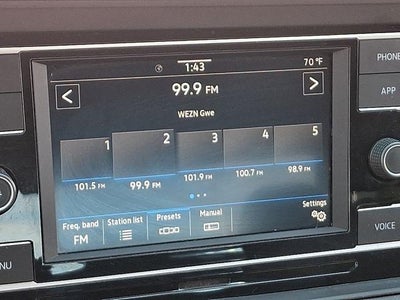 1:43
70 °F
PHONE
99.9 FM
APP
WEZN Gwe
1
2
3
4
5
101.5 FM
99.9 FM
101.9 FM
100.7 FM
98.9 FM
Freq. band
FM
Station list
Presets
Manual
Settings
VOICE